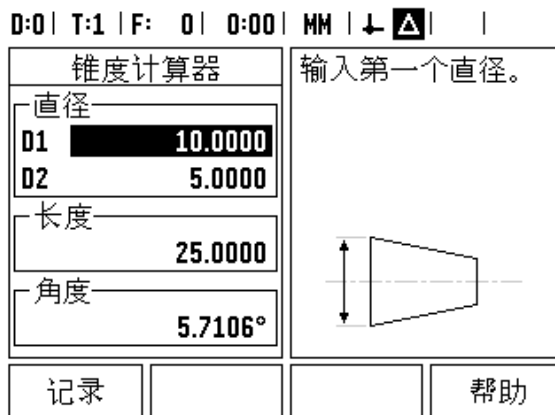 D:0 | T:1 | F: 0 | 0:00 | MM
锥度计算器
直径
D1 10.0000
D2 5.0000
长度
25.0000
角度
5.7106°
输入第一个直径。
记录
帮助